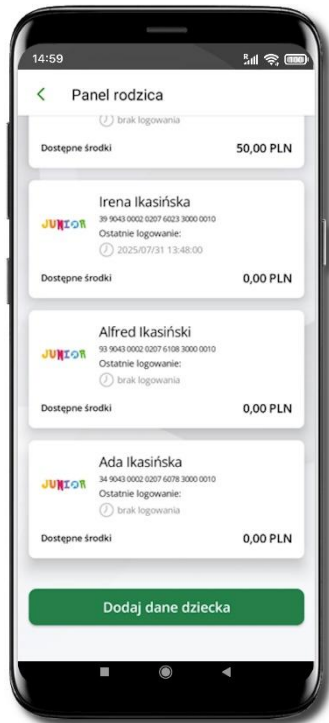 14:59
Panel rodzica
brak logowania
Dostępne środki
50,00 PLN
Irena Ikasińska
JUNIOR
39 9043 0002 0207 6023 3000 0010
Ostatnie logowanie:
2025/07/31 13:48:00
Dostępne środki
0,00 PLN
Alfred Ikasiński
JUNIOR
93 9043 0002 0207 6108 3000 0010
Ostatnie logowanie:
brak logowania
Dostępne środki
0,00 PLN
Ada Ikasińska
JUNIOR
34 9043 0002 0207 6078 3000 0010
Ostatnie logowanie:
brak logowania
Dostępne środki
0,00 PLN
Dodaj dane dziecka